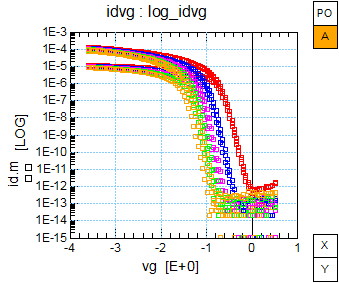 idvg : log_idvg
PO
A
1E-3
1E-4
1E-5
1E-6
1E-7
1E-8
1E-9
1E-10
1E-11
1E-12
1E-13
1E-14
1E-15
id.m [LOG]
-4 -3 -2 -1 0 1
vg [E+0]
X
Y